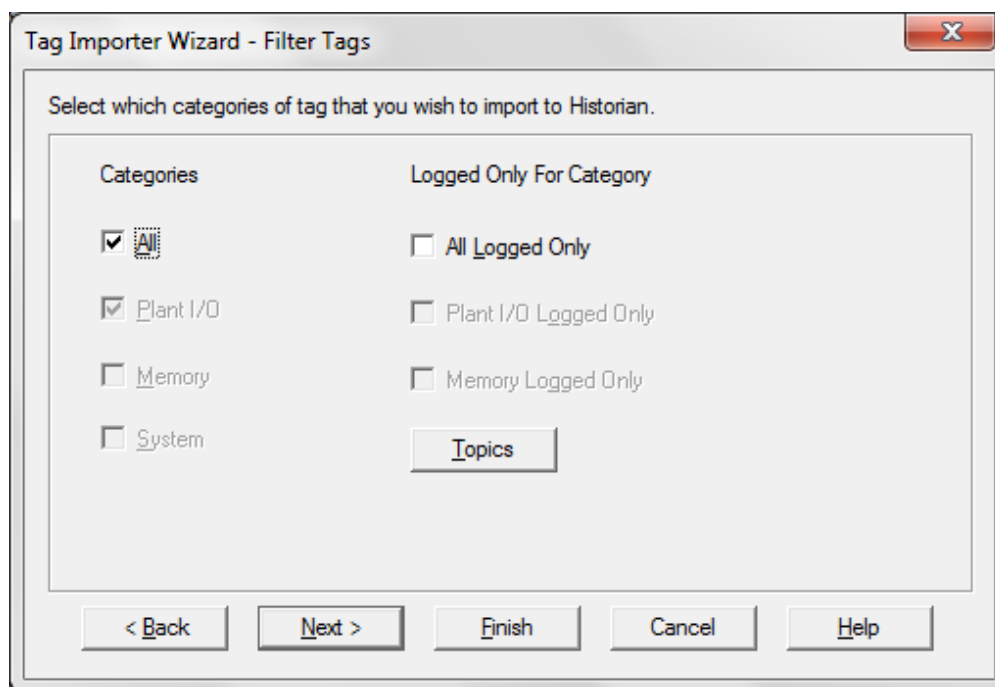 Tag Importer Wizard - Filter Tags
Select which categories of tag that you wish to import to Historian.
Categories
Logged Only For Category
All
All Logged Only
Plant I/O
Plant I/O Logged Only
Memory
Memory Logged Only
System
Topics
< Back
Next >
Finish
Cancel
Help